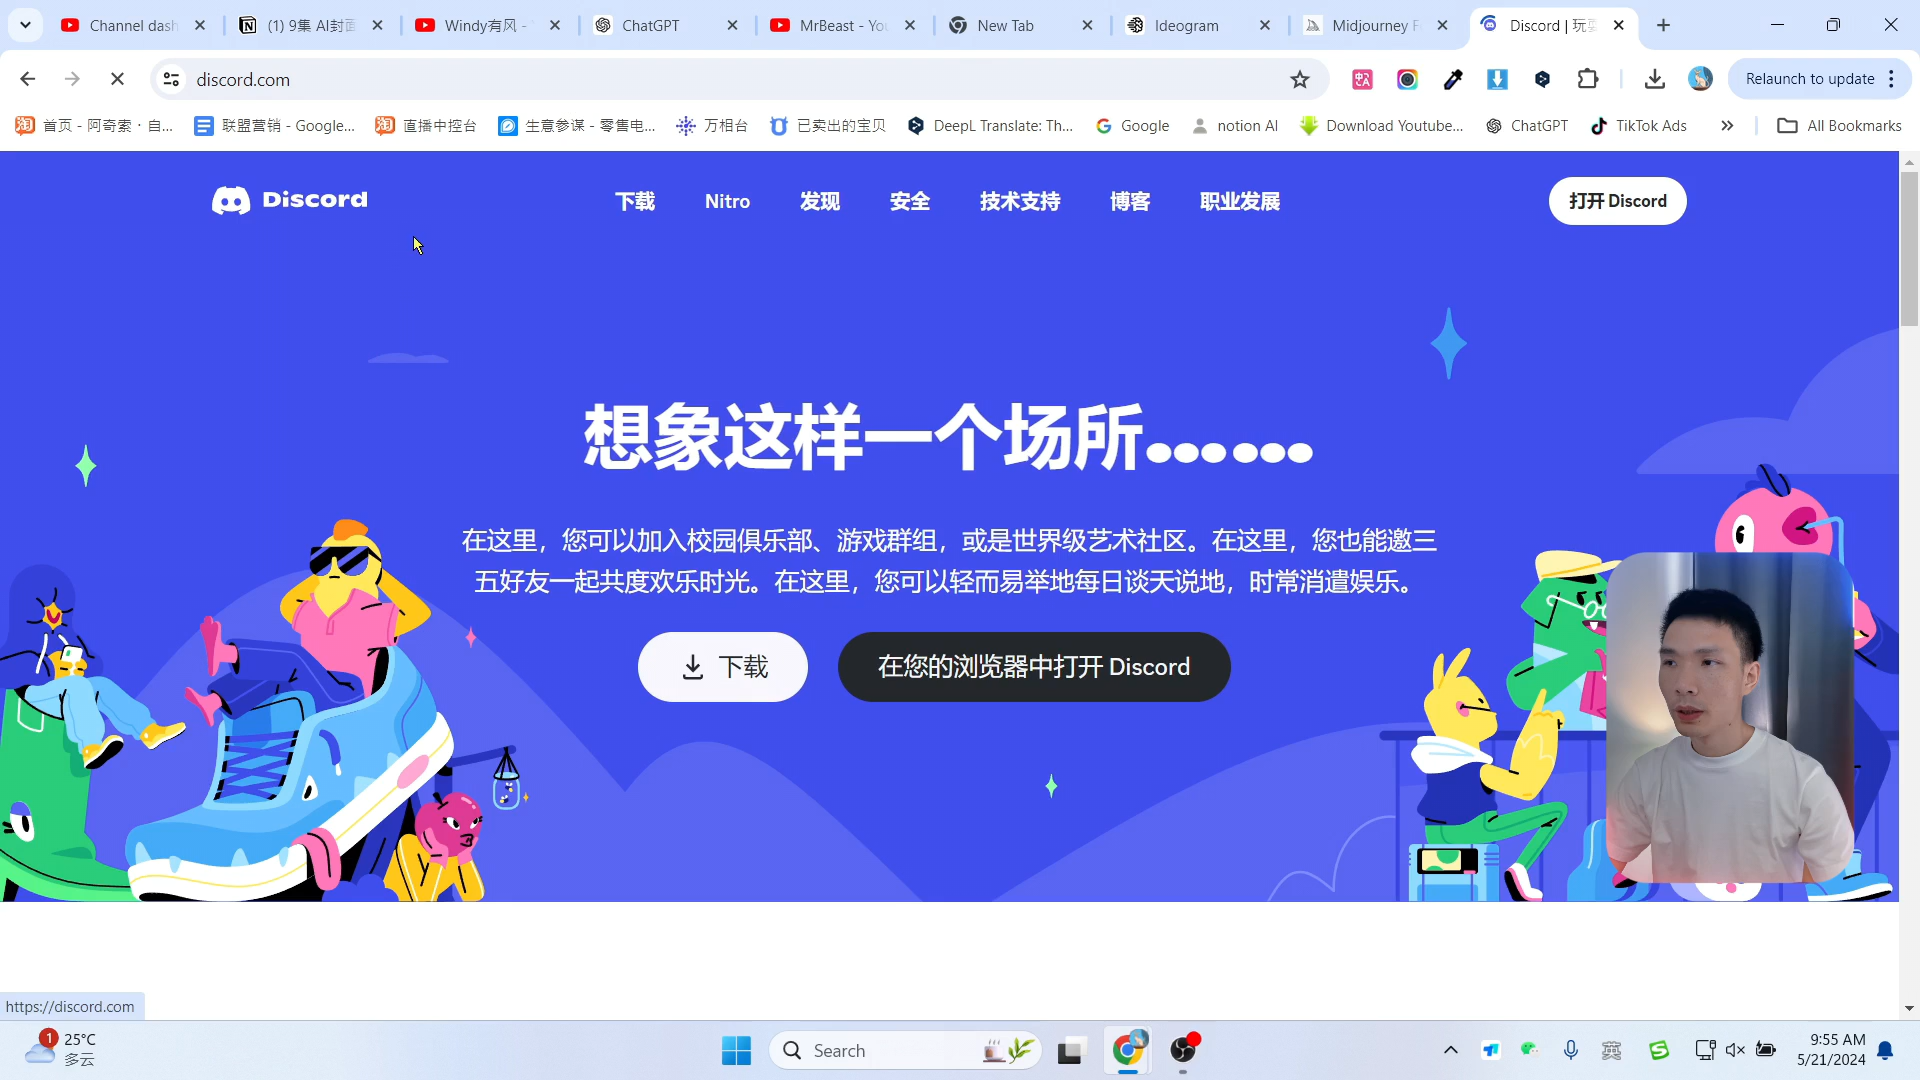 Channel dash
(1) 9集 AI封面
Windy有风 -
ChatGPT
MrBeast - You
New Tab
Ideogram
Midjourney F
Discord | 玩耍
discord.com
Relaunch to update
首页 - 阿奇索 · 自...
联盟营销 - Google...
直播中控台
生意参谋 - 零售电...
万相台
已卖出的宝贝
DeepL Translate: Th...
Google
notion AI
Download Youtube...
ChatGPT
TikTok Ads
All Bookmarks
Discord
下载
Nitro
发现
安全
技术支持
博客
职业发展
打开 Discord
想象这样一个场所……
在这里，您可以加入校园俱乐部、游戏群组，或是世界级艺术社区。在这里，您也能邀三
五好友一起共度欢乐时光。在这里，您可以轻而易举地每日谈天说地，时常消遣娱乐。
下载
在您的浏览器中打开 Discord
https://discord.com
1
25°C
多云
Search
英
9:55 AM
5/21/2024